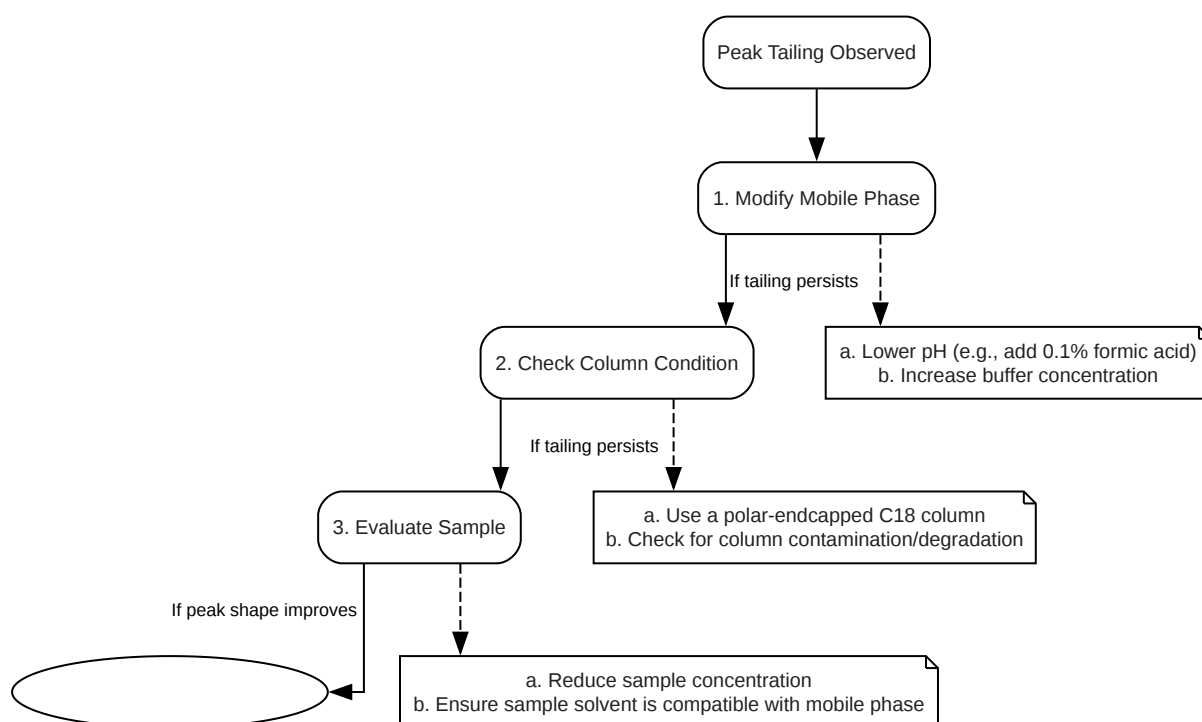 Peak Tailing Observed
1. Modify Mobile Phase
If tailing persists
a. Lower pH (e.g., add 0.1% formic acid)
b. Increase buffer concentration
2. Check Column Condition
If tailing persists
a. Use a polar-endcapped C18 column
b. Check for column contamination/degradation
3. Evaluate Sample
If peak shape improves
a. Reduce sample concentration
b. Ensure sample solvent is compatible with mobile phase